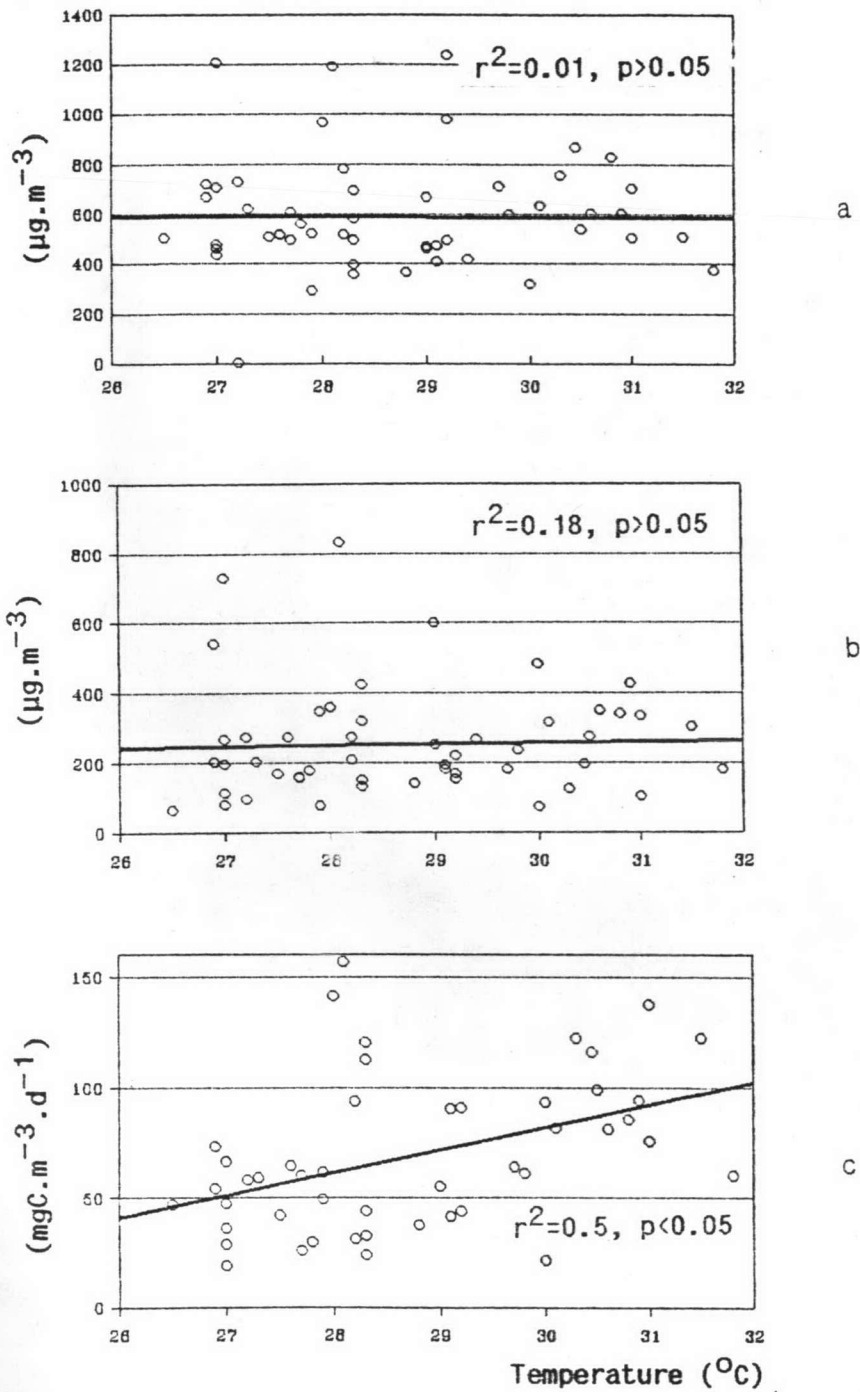 1400
1200
1000
800
600
400
200
0
(µg.m⁻³)
r²=0.01, p>0.05
a
26 27 28 29 30 31 32
1000
800
600
400
200
0
(µg.m⁻³)
r²=0.18, p>0.05
b
26 27 28 29 30 31 32
150
100
50
0
(mgC.m⁻³.d⁻¹)
r²=0.5, p<0.05
c
26 27 28 29 30 31 32
Temperature (°C)